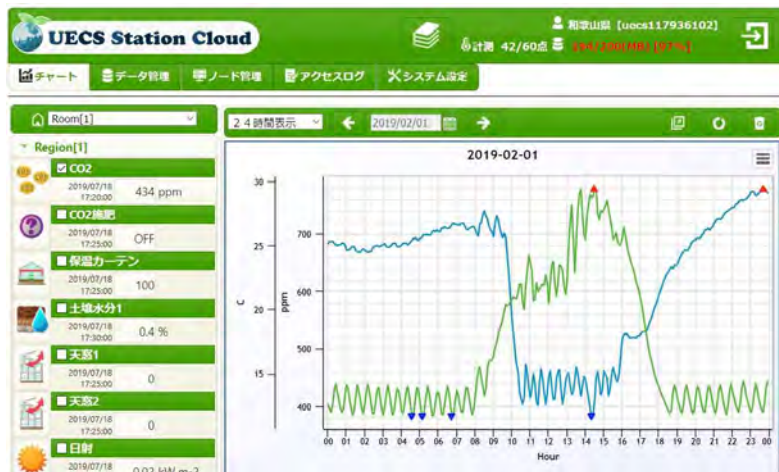 UECS Station Cloud
和歌山県 [uecs117936102]
計測 42/60点
チャート データ管理 ノード管理 アクセスログ システム設定
Room[1]
24時間表示 2019/02/01
Region[1]
CO2
2019/07/18
17:20:00
434 ppm
CO2施肥
2019/07/18
17:25:00
OFF
保温カーテン
2019/07/18
17:25:00
100
土壌水分1
2019/07/18
17:30:00
0.4 %
天窓1
2019/07/18
17:25:00
0
天窓2
2019/07/18
17:25:00
0
日射
2019/07/18
2019-02-01
30
25
20
15
C
700
600
500
400
ppm
00 01 02 03 04 05 06 07 08 09 10 11 12 13 14 15 16 17 18 19 20 21 22 23 00
Hour